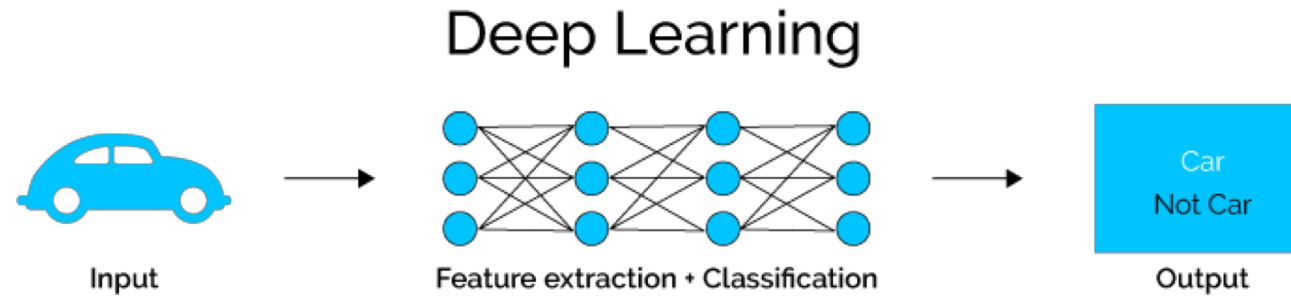 Deep Learning
Car
Not Car
Input
Feature extraction + Classification
Output